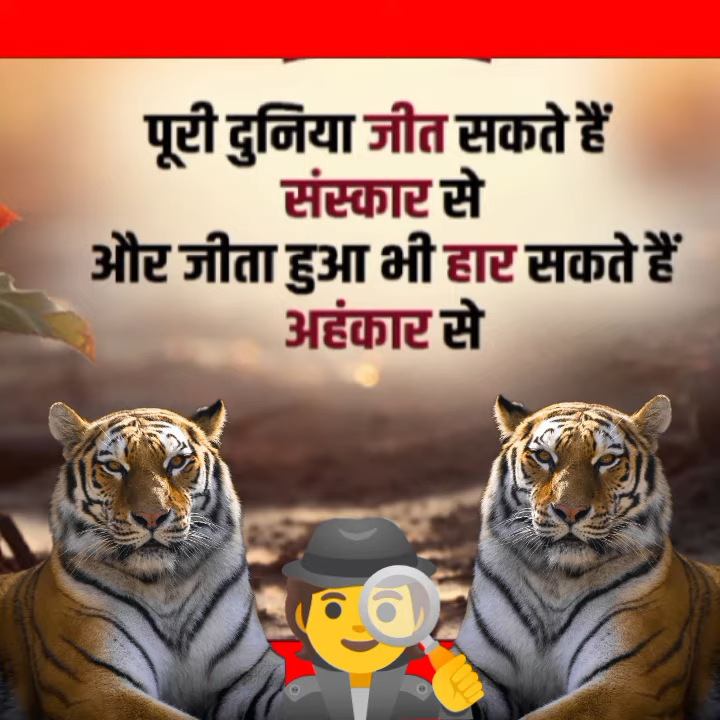 पूरी दुनिया जीत सकते हैं
संस्कार से
और जीता हुआ भी हार सकते हैं
अहंकार से